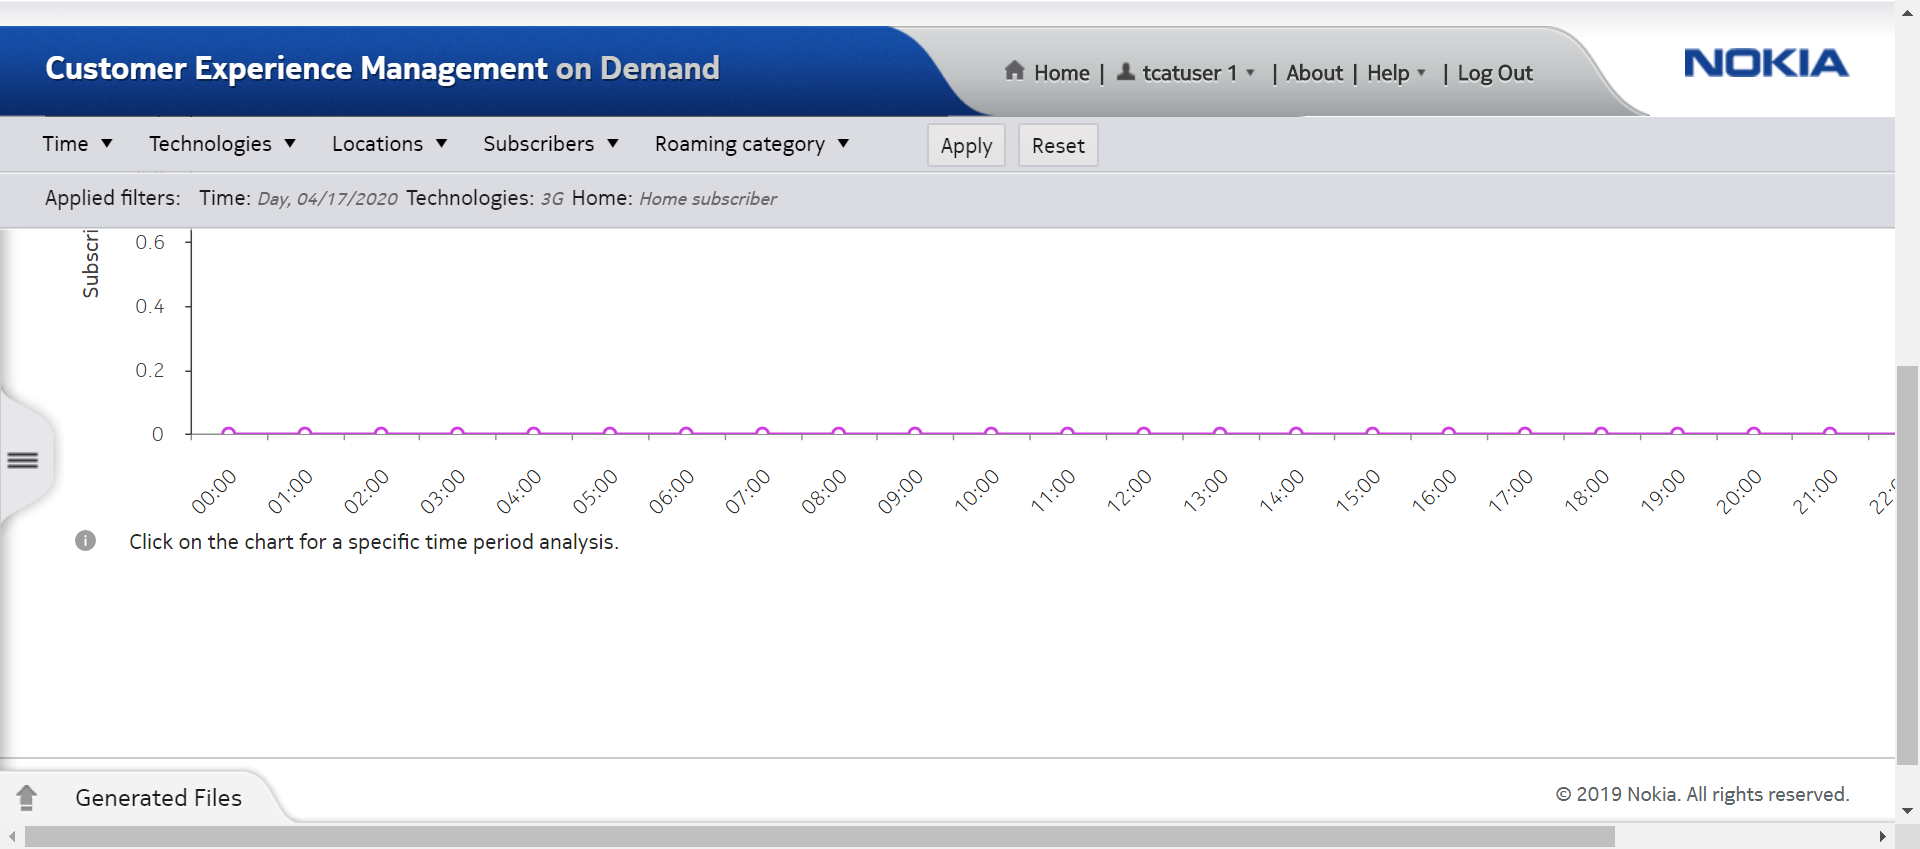 Customer Experience Management on Demand
Home | tcatuser 1 | About | Help | Log Out
NOKIA
Time Technologies Locations Subscribers Roaming category Apply Reset
Applied filters: Time: Day, 04/17/2020 Technologies: 3G Home: Home subscriber
Subscri
0.6
0.4
0.2
0
00:00 01:00 02:00 03:00 04:00 05:00 06:00 07:00 08:00 09:00 10:00 11:00 12:00 13:00 14:00 15:00 16:00 17:00 18:00 19:00 20:00 21:00 22:
Click on the chart for a specific time period analysis.
Generated Files
© 2019 Nokia. All rights reserved.